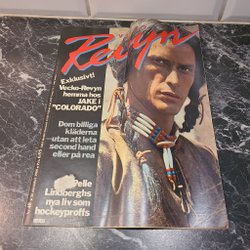 Revyn
Exklusivt!
Vecko-Revyn
hemma hos
JAKE i
"COLORADO"
Dom billiga
kläderna
utan att leta
second hand
eller på rea
Pelle
Lindberghs
nya liv som
hockeyproffs